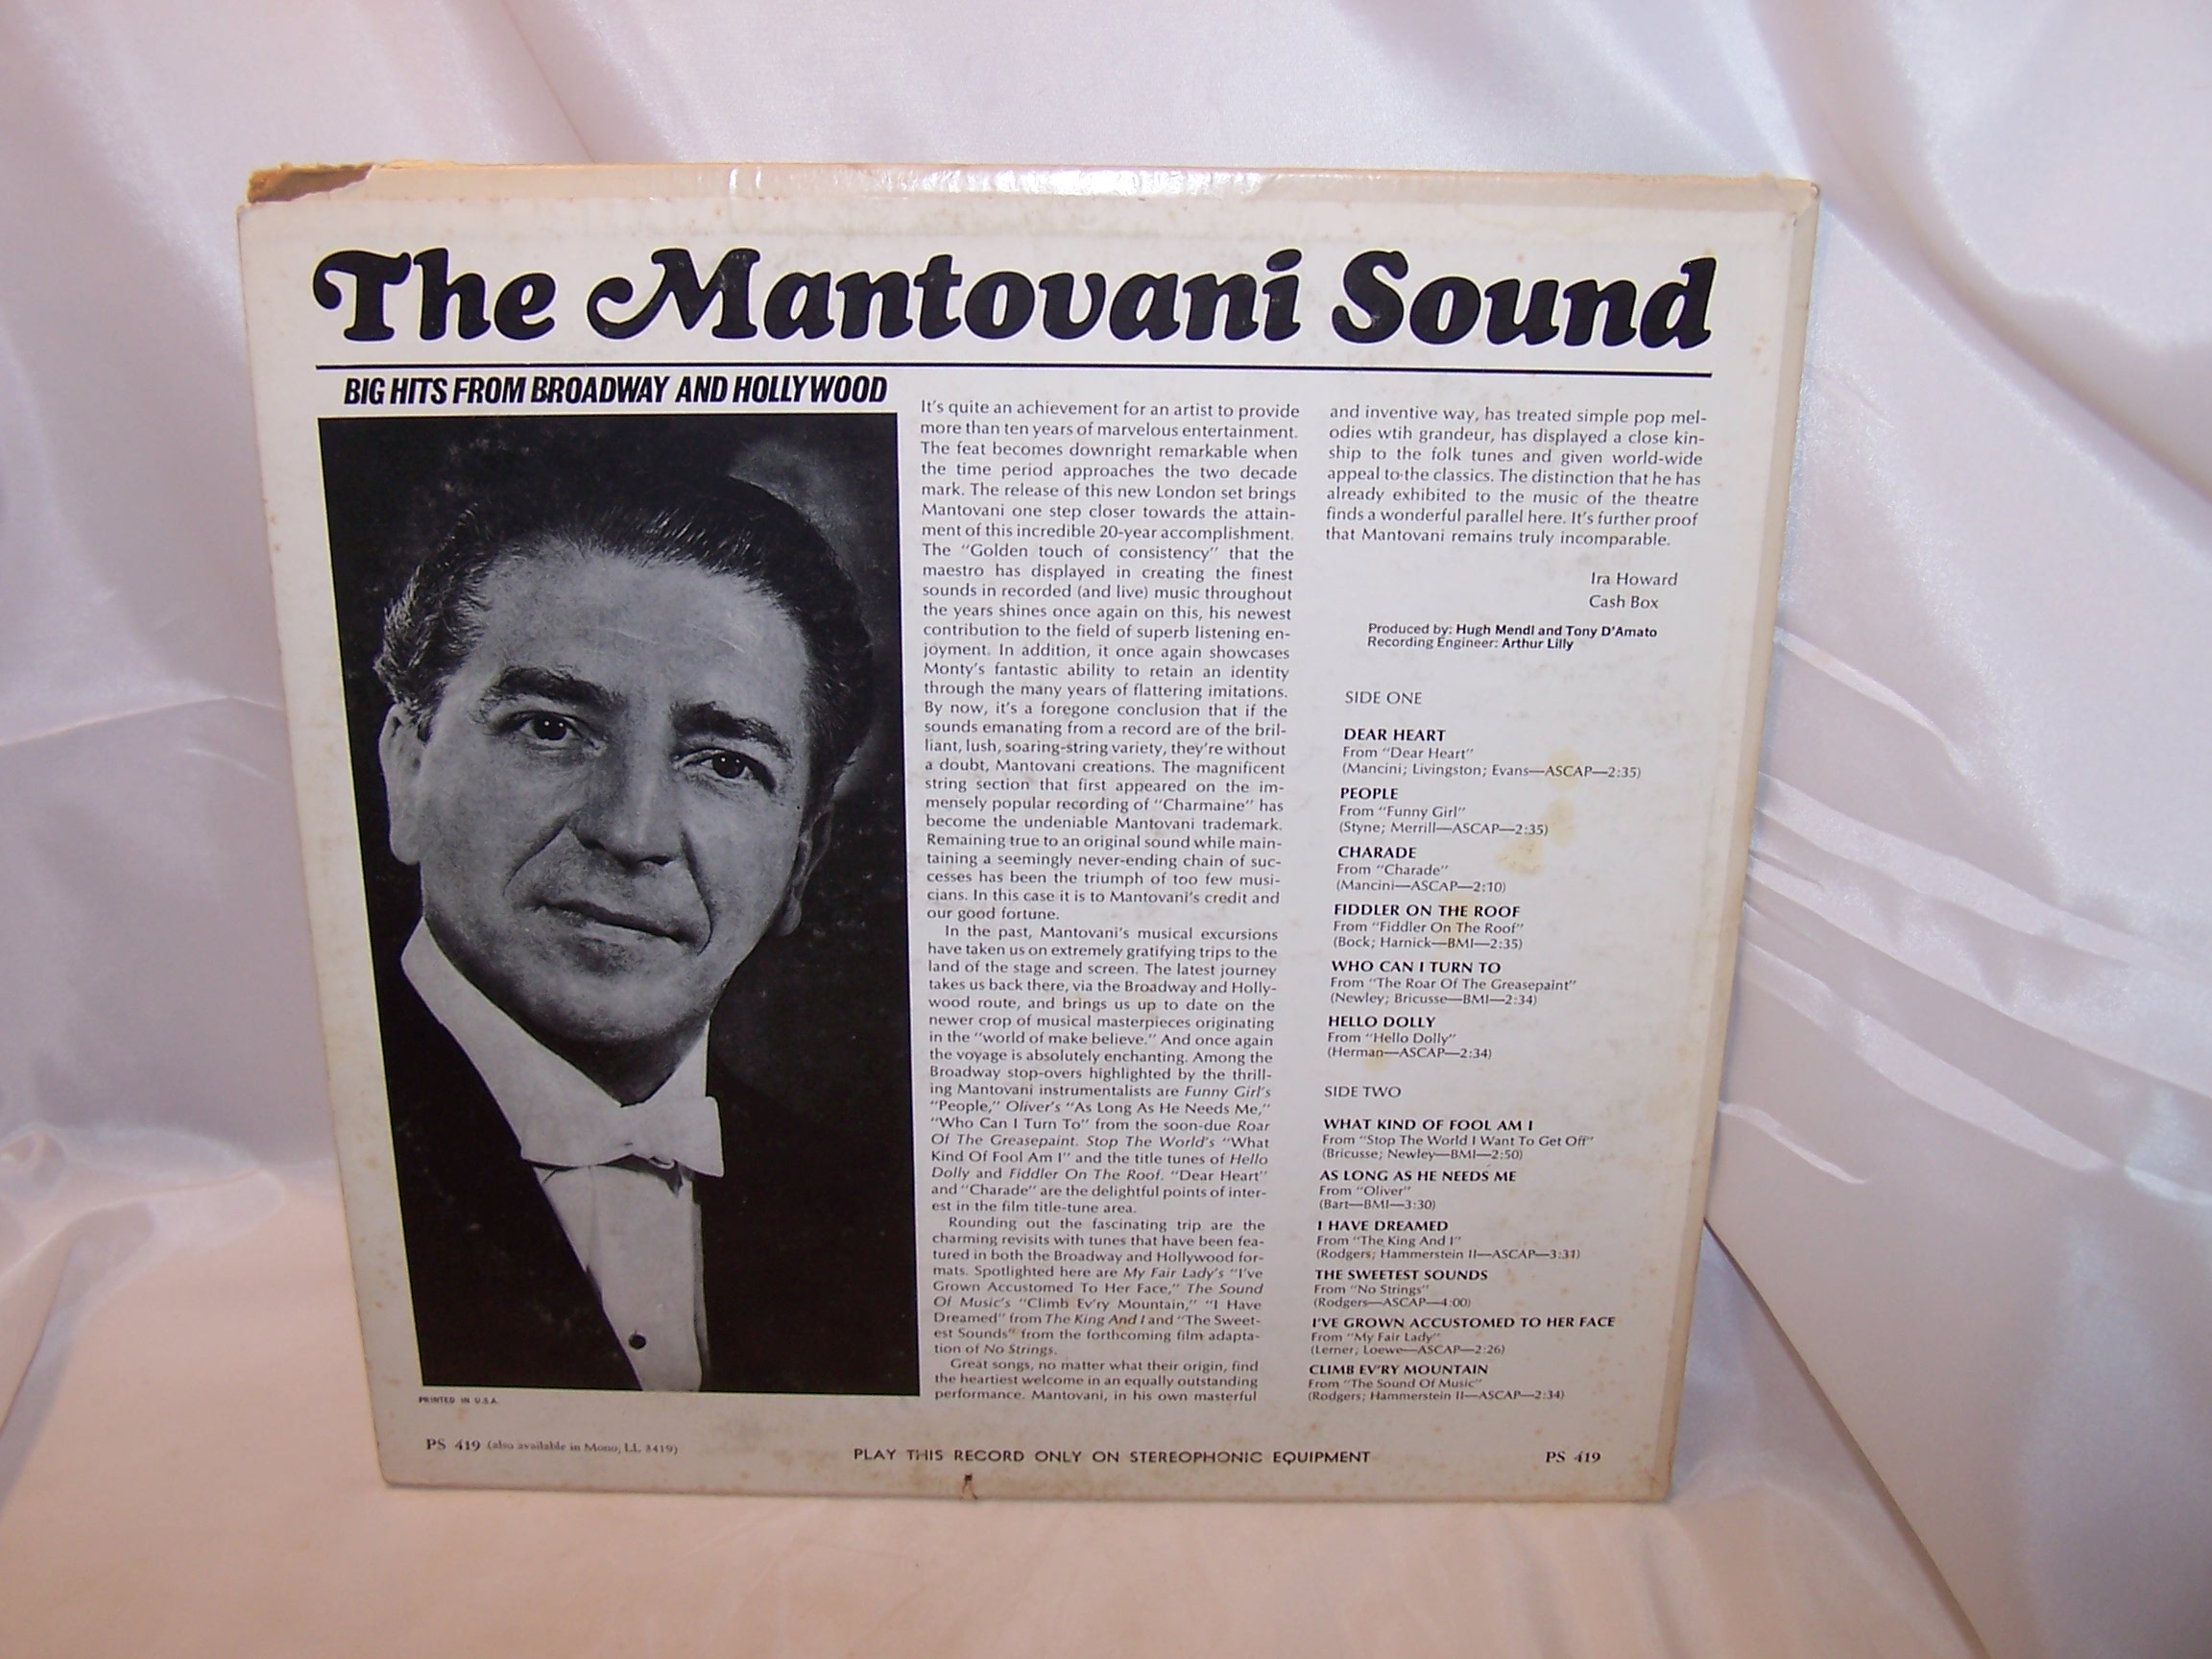 The Mantovani Sound
BIG HITS FROM BROADWAY AND HOLLYWOOD
It's quite an achievement for an artist to provide
more than ten years of marvelous entertainment.
The feat becomes downright remarkable when
the time period approaches the two decade
mark. The release of this new London set brings
Mantovani one step closer towards the attain-
ment of this incredible 20-year accomplishment.
The "Golden touch of consistency" that the
maestro has displayed in creating the finest
sounds in recorded (and live) music throughout
the years shines once again on this, his newest
contribution to the field of superb listening en-
joyment. In addition, it once again showcases
Monty's fantastic ability to retain an identity
through the many years of flattering imitations.
By now, it's a foregone conclusion that if the
sounds emanating from a record are of the bril-
liant, lush, soaring-string variety, they're without
a doubt, Mantovani creations. The magnificent
string section that first appeared on the im-
mensely popular recording of "Charmaine" has
become the undeniable Mantovani trademark.
Remaining true to an original sound while main-
taining a seemingly never-ending chain of suc-
cesses has been the triumph of too few musi-
cians. In this case it is to Mantovani's credit and
our good fortune.
In the past, Mantovani's musical excursions
have taken us on extremely gratifying trips to the
land of the stage and screen. The latest journey
takes us back there, via the Broadway and Holly-
wood route, and brings us up to date on the
newer crop of musical masterpieces originating
in the "world of make believe." And once again
the voyage is absolutely enchanting. Among the
Broadway stop-overs highlighted by the thrill-
ing Mantovani instrumentalists are Funny Girl's
"People," Oliver's "As Long As He Needs Me,"
"Who Can I Turn To" from the soon-due Roar
Of The Greasepaint. Stop The World's "What
Kind Of Fool Am I" and the title tunes of Hello
Dolly and Fiddler On The Roof. "Dear Heart"
and "Charade" are the delightful points of inter-
est in the film title-tune area.
Rounding out the fascinating trip are the
charming revisits with tunes that have been fea-
tured in both the Broadway and Hollywood for-
mats. Spotlighted here are My Fair Lady's "I've
Grown Accustomed To Her Face," The Sound
Of Music's "Climb Ev'ry Mountain," "I Have
Dreamed" from The King And I and "The Sweet-
est Sounds" from the forthcoming film adapta-
tion of No Strings.
Great songs, no matter what their origin, find
the heartiest welcome in an equally outstanding
performance. Mantovani, in his own masterful
and inventive way, has treated simple pop mel-
odies wtih grandeur, has displayed a close kin-
ship to the folk tunes and given world-wide
appeal to the classics. The distinction that he has
already exhibited to the music of the theatre
finds a wonderful parallel here. It's further proof
that Mantovani remains truly incomparable.
Ira Howard
Cash Box
Produced by: Hugh Mendl and Tony D'Amato
Recording Engineer: Arthur Lilly
SIDE ONE
DEAR HEART
From "Dear Heart"
(Mancini; Livingston; Evans—ASCAP—2:35)
PEOPLE
From "Funny Girl"
(Styne; Merrill—ASCAP—2:35)
CHARADE
From "Charade"
(Mancini—ASCAP—2:10)
FIDDLER ON THE ROOF
From "Fiddler On The Roof"
(Bock; Harnick—BMI—2:35)
WHO CAN I TURN TO
From "The Roar Of The Greasepaint"
(Newley; Bricusse—BMI—2:34)
HELLO DOLLY
From "Hello Dolly"
(Herman—ASCAP—2:34)
SIDE TWO
WHAT KIND OF FOOL AM I
From "Stop The World I Want To Get Off"
(Bricusse; Newley—BMI—2:50)
AS LONG AS HE NEEDS ME
From "Oliver"
(Bart—BMI—3:30)
I HAVE DREAMED
From "The King And I"
(Rodgers; Hammerstein II—ASCAP—3:31)
THE SWEETEST SOUNDS
From "No Strings"
(Rodgers—ASCAP—4:00)
I'VE GROWN ACCUSTOMED TO HER FACE
From "My Fair Lady"
(Lerner; Loewe—ASCAP—2:26)
CLIMB EV'RY MOUNTAIN
From "The Sound Of Music"
(Rodgers; Hammerstein II—ASCAP—2:34)
PRINTED IN U.S.A.
PS 419 (also available in Mono, LL 3419)
PLAY THIS RECORD ONLY ON STEREOPHONIC EQUIPMENT
PS 419